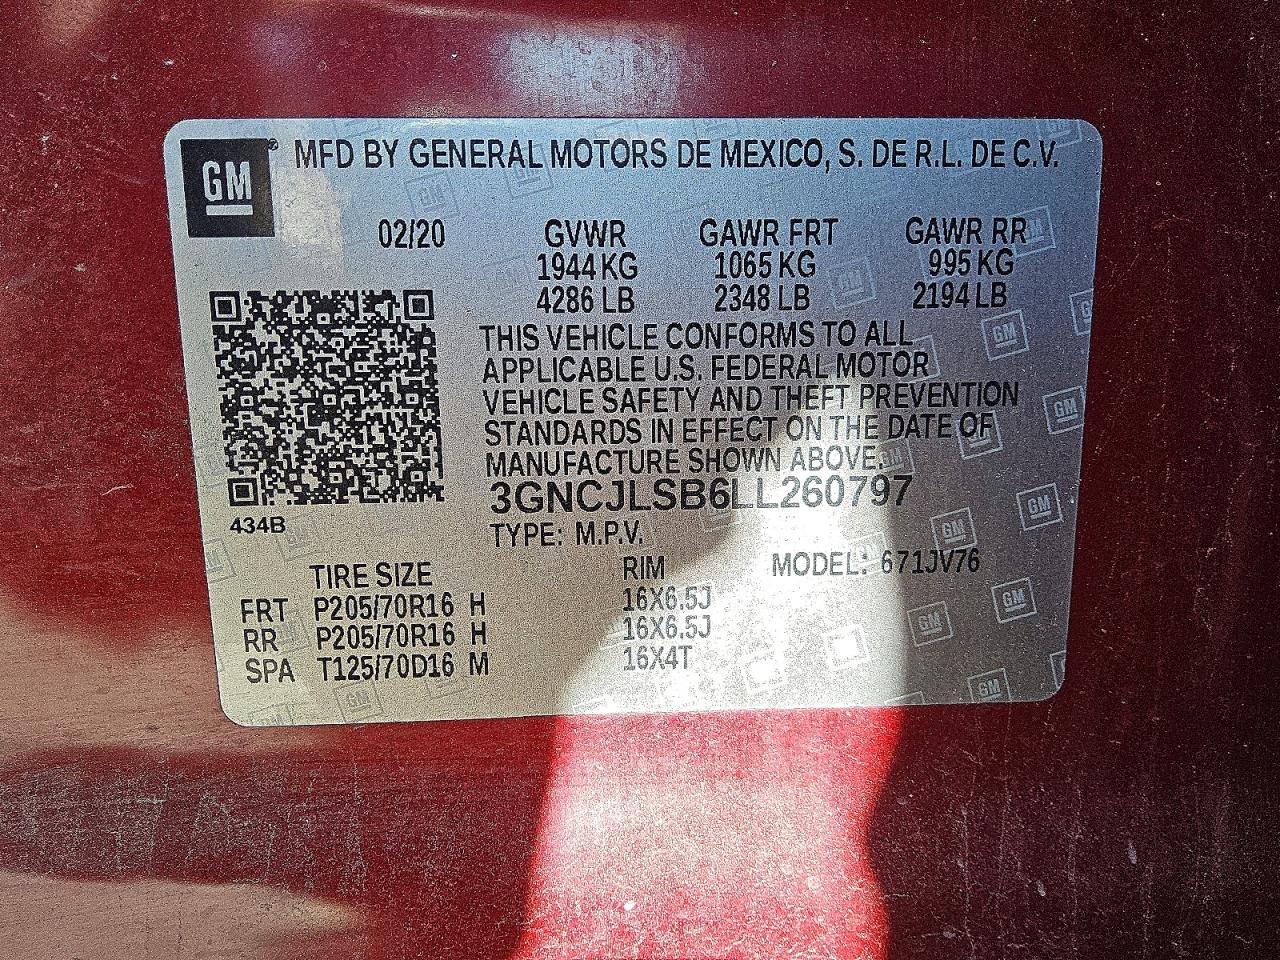 GM ® MFD BY GENERAL MOTORS DE MEXICO, S. DE R.L. DE C.V.
02/20 GVWR GAWR FRT GAWR RR
1944 KG 1065 KG 995 KG
4286 LB 2348 LB 2194 LB
THIS VEHICLE CONFORMS TO ALL
APPLICABLE U.S. FEDERAL MOTOR
VEHICLE SAFETY AND THEFT PREVENTION
STANDARDS IN EFFECT ON THE DATE OF
MANUFACTURE SHOWN ABOVE.
3GNCJLSB6LL260797
434B
TYPE: M.P.V.
TIRE SIZE RIM MODEL: 671JV76
FRT P205/70R16 H 16X6.5J
RR P205/70R16 H 16X6.5J
SPA T125/70D16 M 16X4T